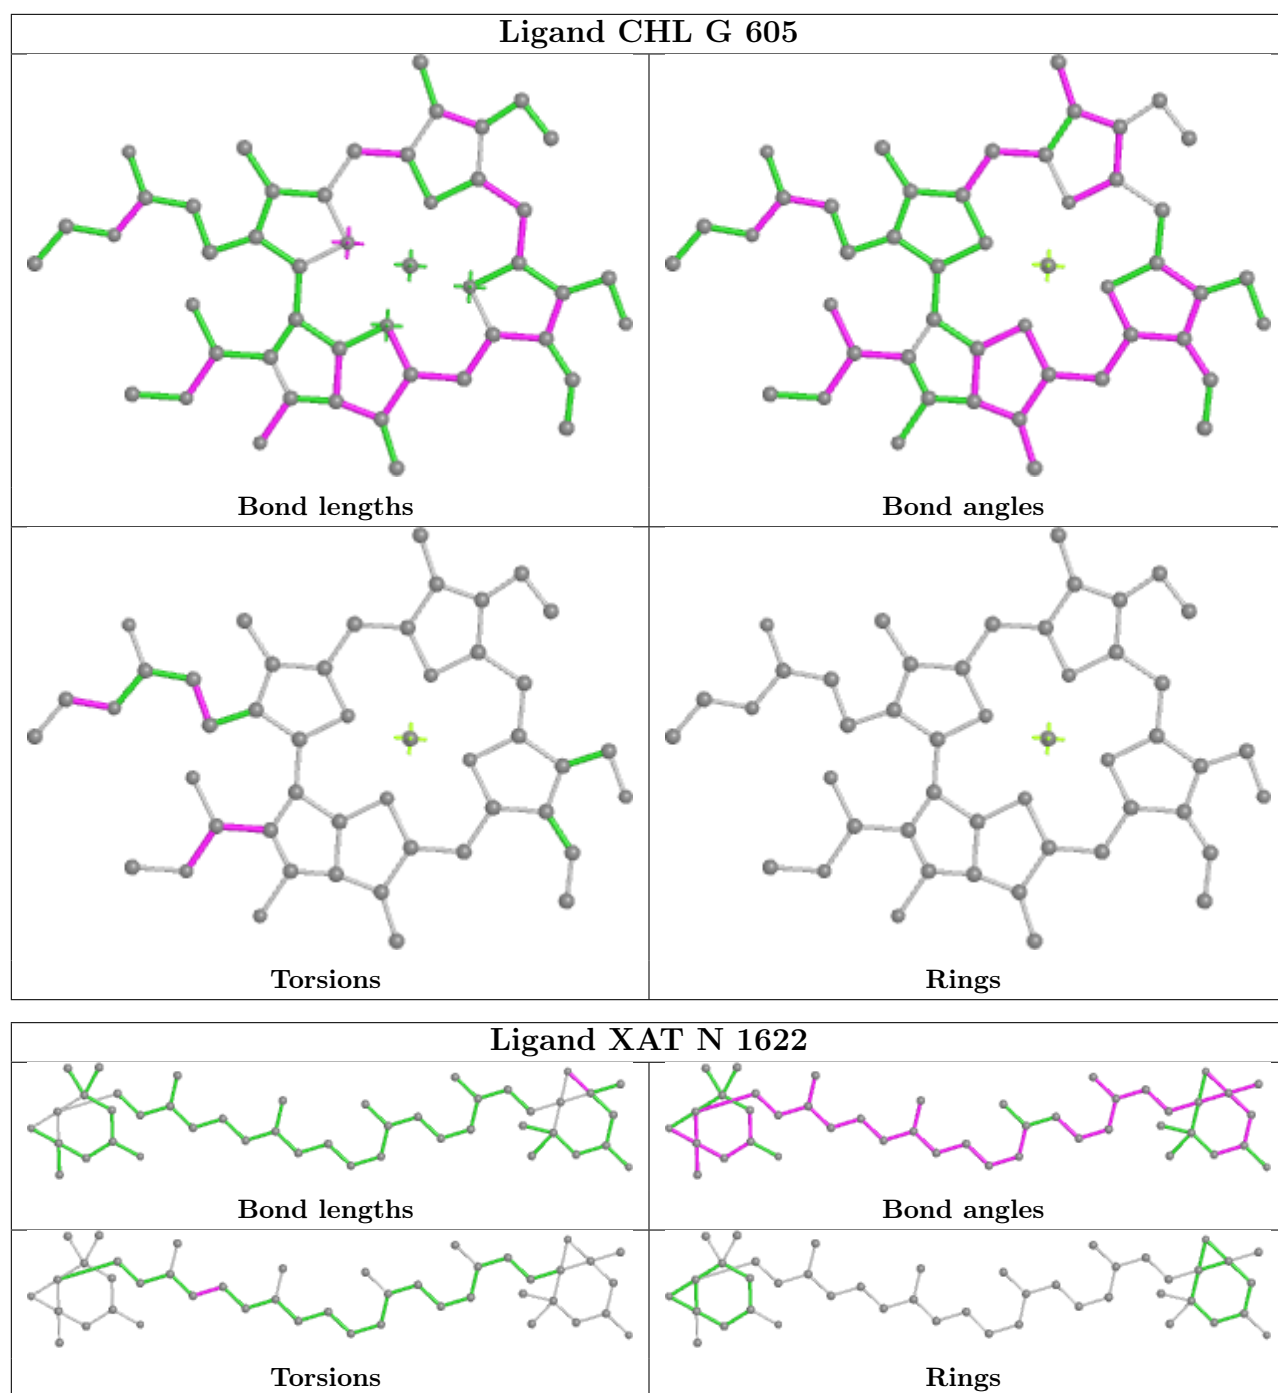 Ligand CHL G 605
Bond lengths
Bond angles
Torsions
Rings
Ligand XAT N 1622
Bond lengths
Bond angles
Torsions
Rings